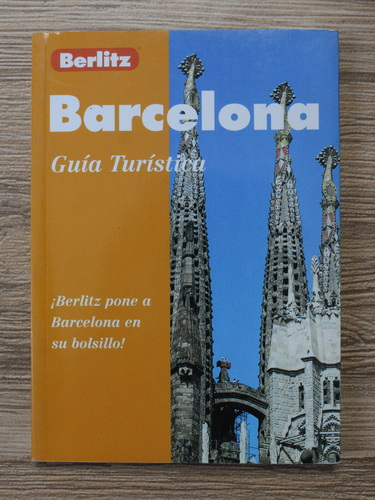 Berlitz
Barcelona
Guía Turística
¡Berlitz pone a
Barcelona en
su bolsillo!